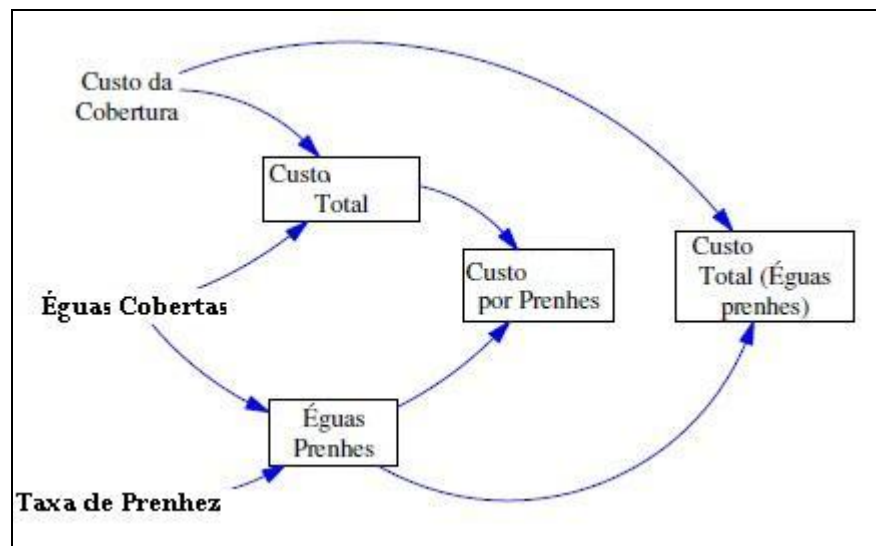 Custo da
Cobertura
Custo
Total
Custo
por Prenhes
Custo
Total (Éguas
prenhes)
Éguas Cobertas
Éguas
Prenhes
Taxa de Prenhez